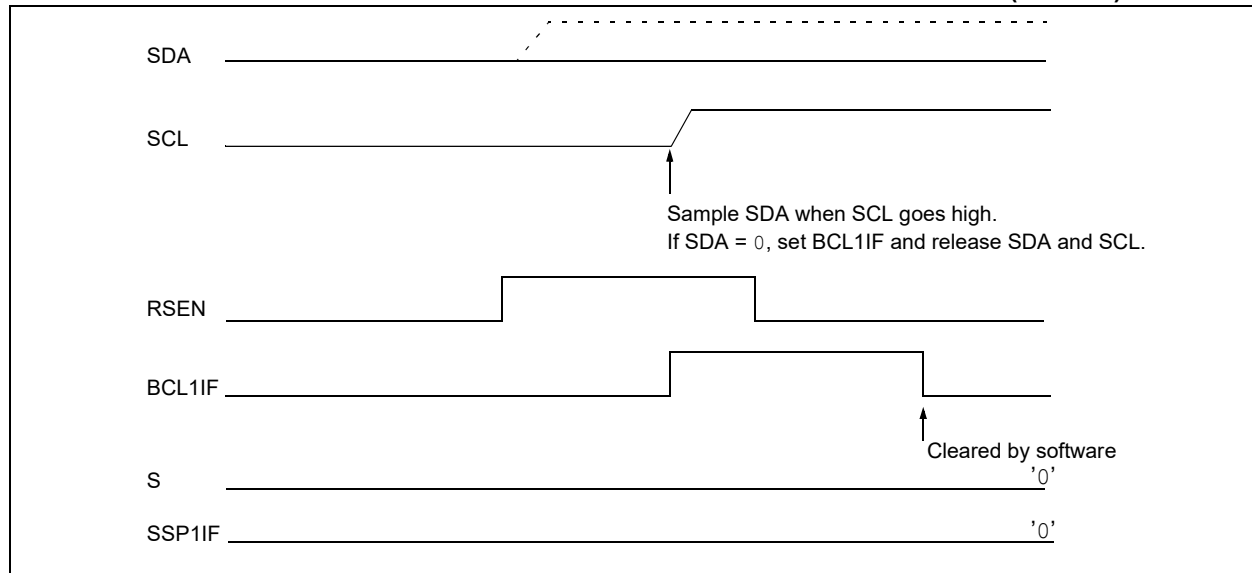 SDA
SCL
Sample SDA when SCL goes high.
If SDA = 0, set BCL1IF and release SDA and SCL.
RSEN
BCL1IF
Cleared by software
S
'0'
SSP1IF
'0'